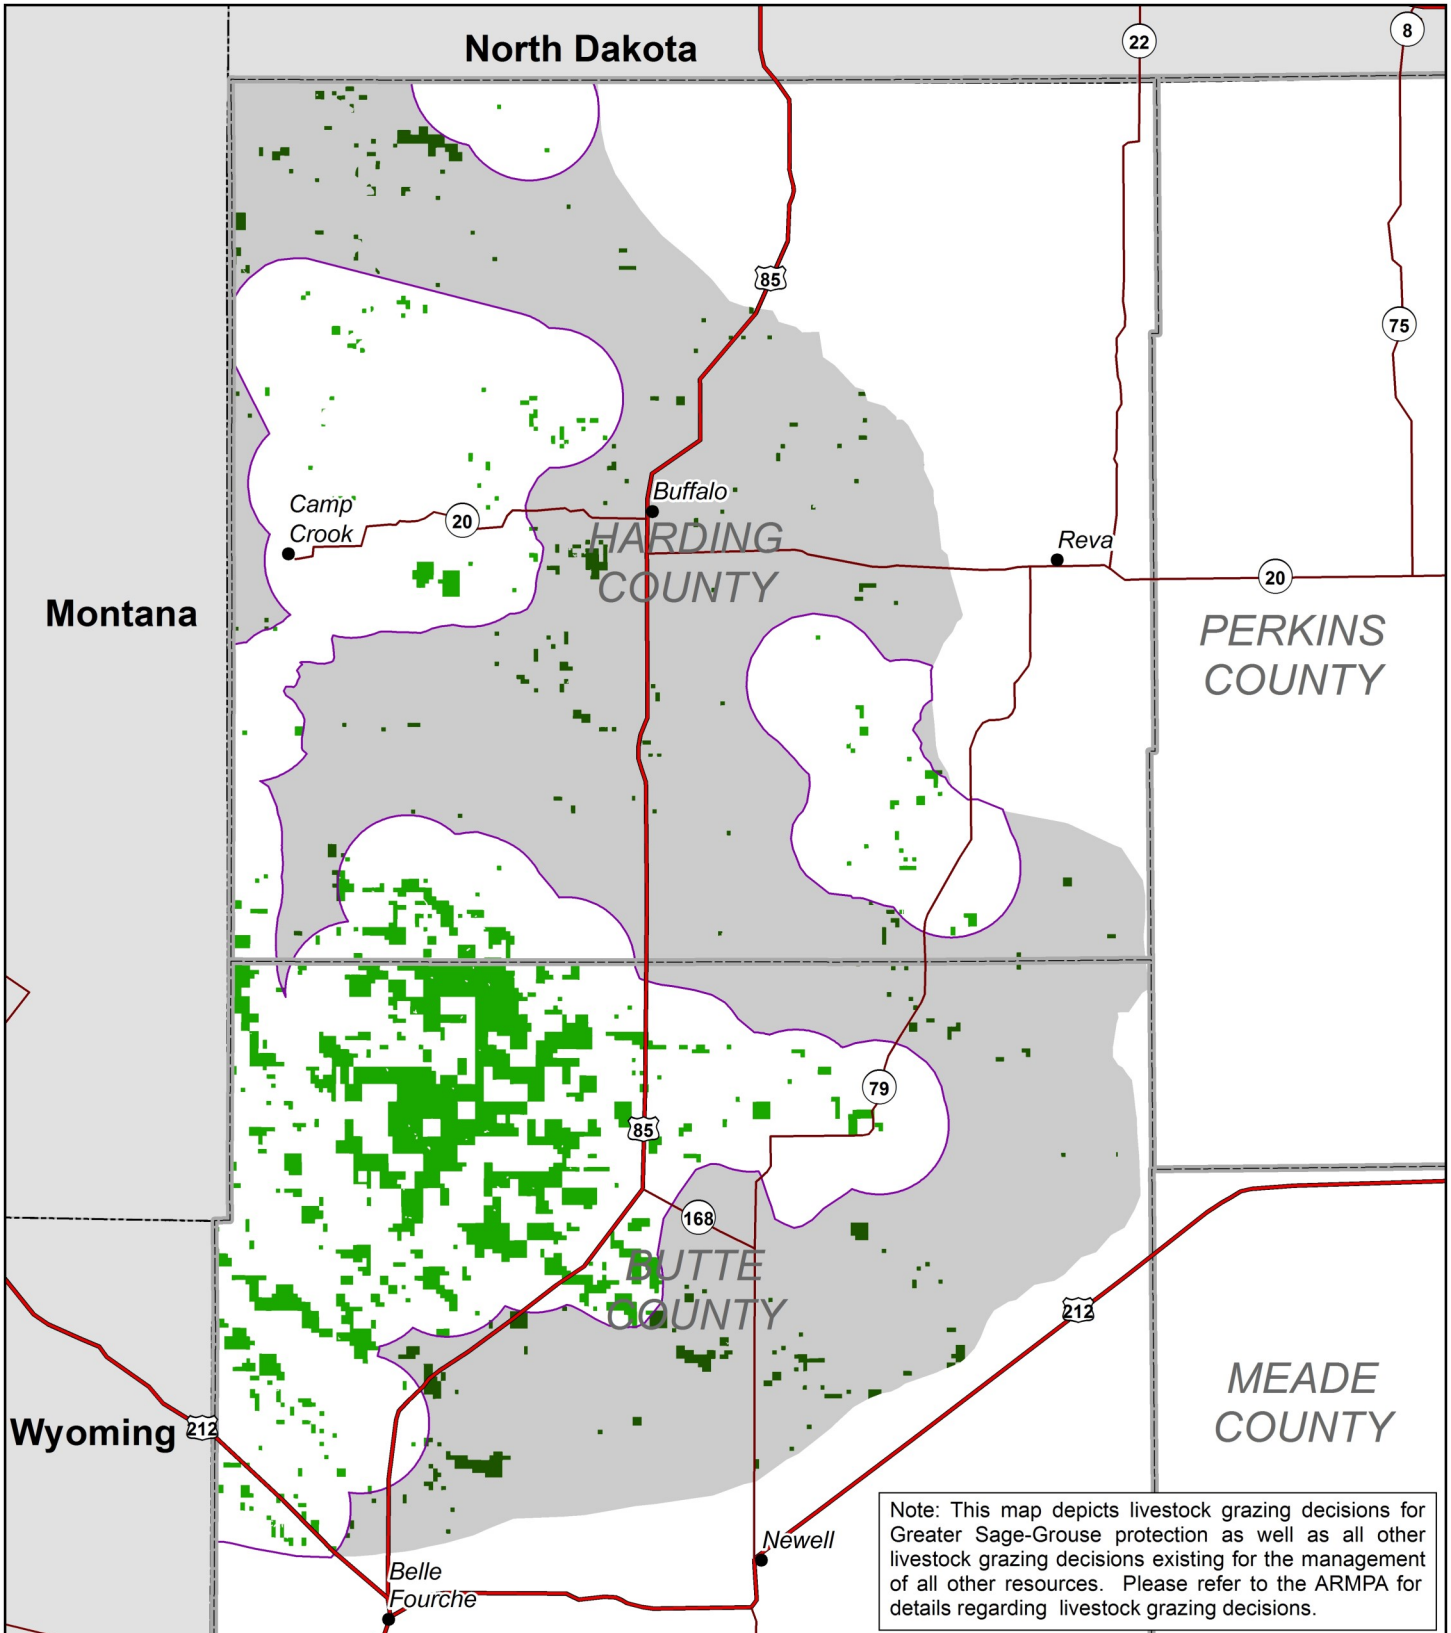 North Dakota
22
8
85
75
Camp
Crook
20
Buffalo
HARDING
COUNTY
Reva
20
Montana
PERKINS
COUNTY
79
85
168
BUTTE
COUNTY
212
MEADE
COUNTY
Wyoming
212
Note: This map depicts livestock grazing decisions for
Greater Sage-Grouse protection as well as all other
livestock grazing decisions existing for the management
of all other resources. Please refer to the ARMPA for
details regarding livestock grazing decisions.
Newell
Belle
Fourche